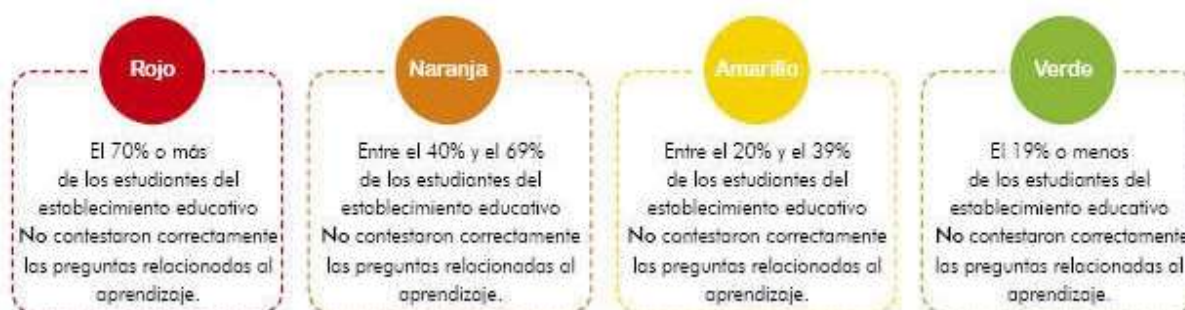 Rojo
El 70% o más
de los estudiantes del
establecimiento educativo
No contestaron correctamente
las preguntas relacionadas al
aprendizaje.
Naranja
Entre el 40% y el 69%
de los estudiantes del
establecimiento educativo
No contestaron correctamente
las preguntas relacionadas al
aprendizaje.
Amarillo
Entre el 20% y el 39%
de los estudiantes del
establecimiento educativo
No contestaron correctamente
las preguntas relacionadas al
aprendizaje.
Verde
El 19% o menos
de los estudiantes del
establecimiento educativo
No contestaron correctamente
las preguntas relacionadas al
aprendizaje.